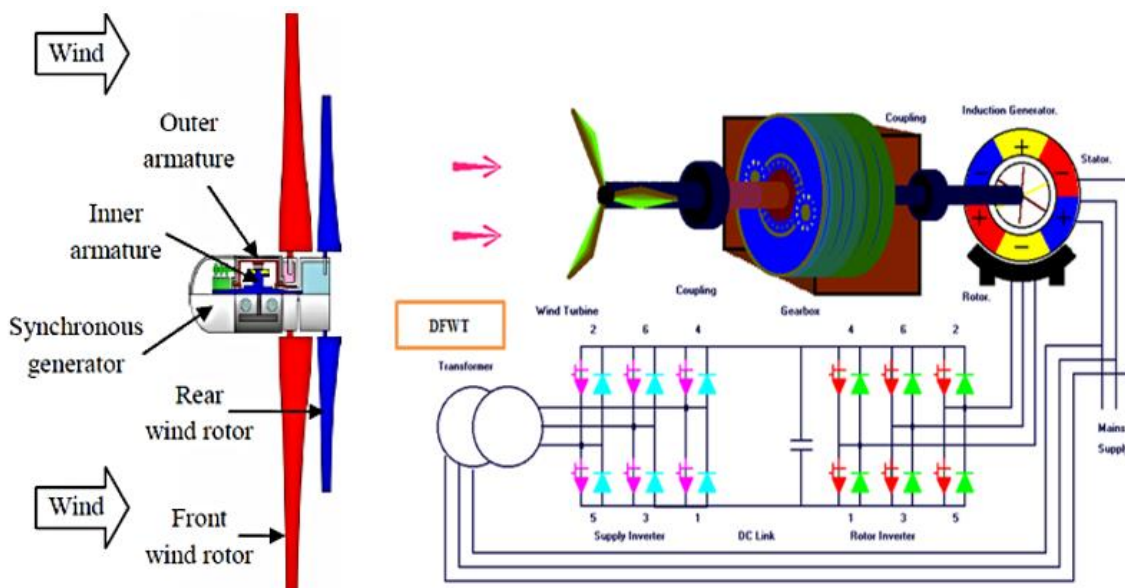 Wind
Outer
armature
Inner
armature
Synchronous
generator
Rear
wind rotor
Wind
Front
wind rotor
Coupling
Induction Generator.
Stator.
+
-
-
+
+
-
Coupling
Rotor.
DFWT
Wind Turbine
Gearbox
2 6 4
4 6 2
Transformer
Mains
Supply
5 3 1
1 3 5
Supply Inverter
DC Link
Rotor Inverter